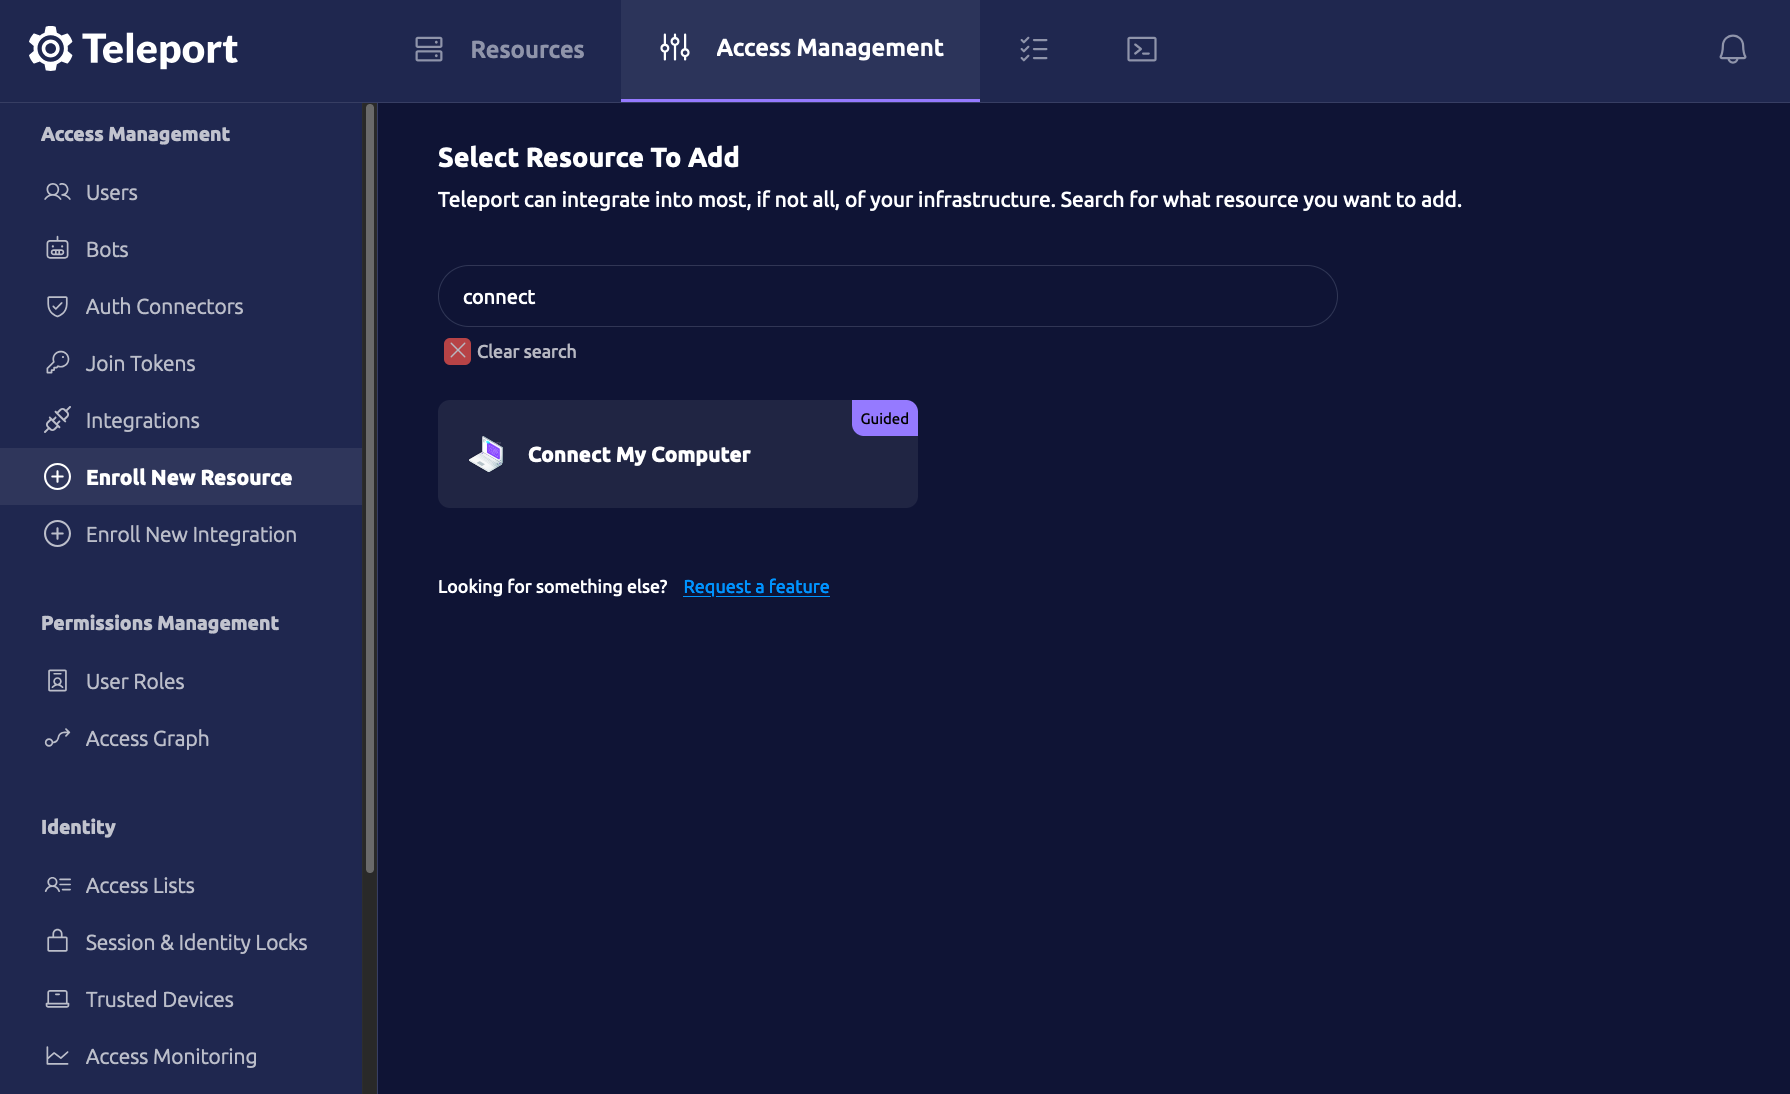 Teleport
Resources
Access Management
Access Management
Users
Bots
Auth Connectors
Join Tokens
Integrations
Enroll New Resource
Enroll New Integration
Permissions Management
User Roles
Access Graph
Identity
Access Lists
Session & Identity Locks
Trusted Devices
Access Monitoring
Select Resource To Add
Teleport can integrate into most, if not all, of your infrastructure. Search for what resource you want to add.
connect
Clear search
Guided
Connect My Computer
Looking for something else? Request a feature